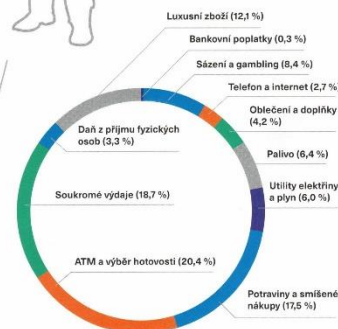 Luxusní zboží (12,1 %)
Bankovní poplatky (0,3 %)
Sázení a gambling (8,4 %)
Telefon a internet (2,7 %)
Oblečení a doplňky
(4,2 %)
Palivo (6,4 %)
Utility elektřiny
a plyn (6,0 %)
Potraviny a smíšené
nákupy (17,5 %)
ATM a výběr hotovosti (20,4 %)
Soukromé výdaje (18,7 %)
Daň z příjmu fyzických
osob (3,3 %)